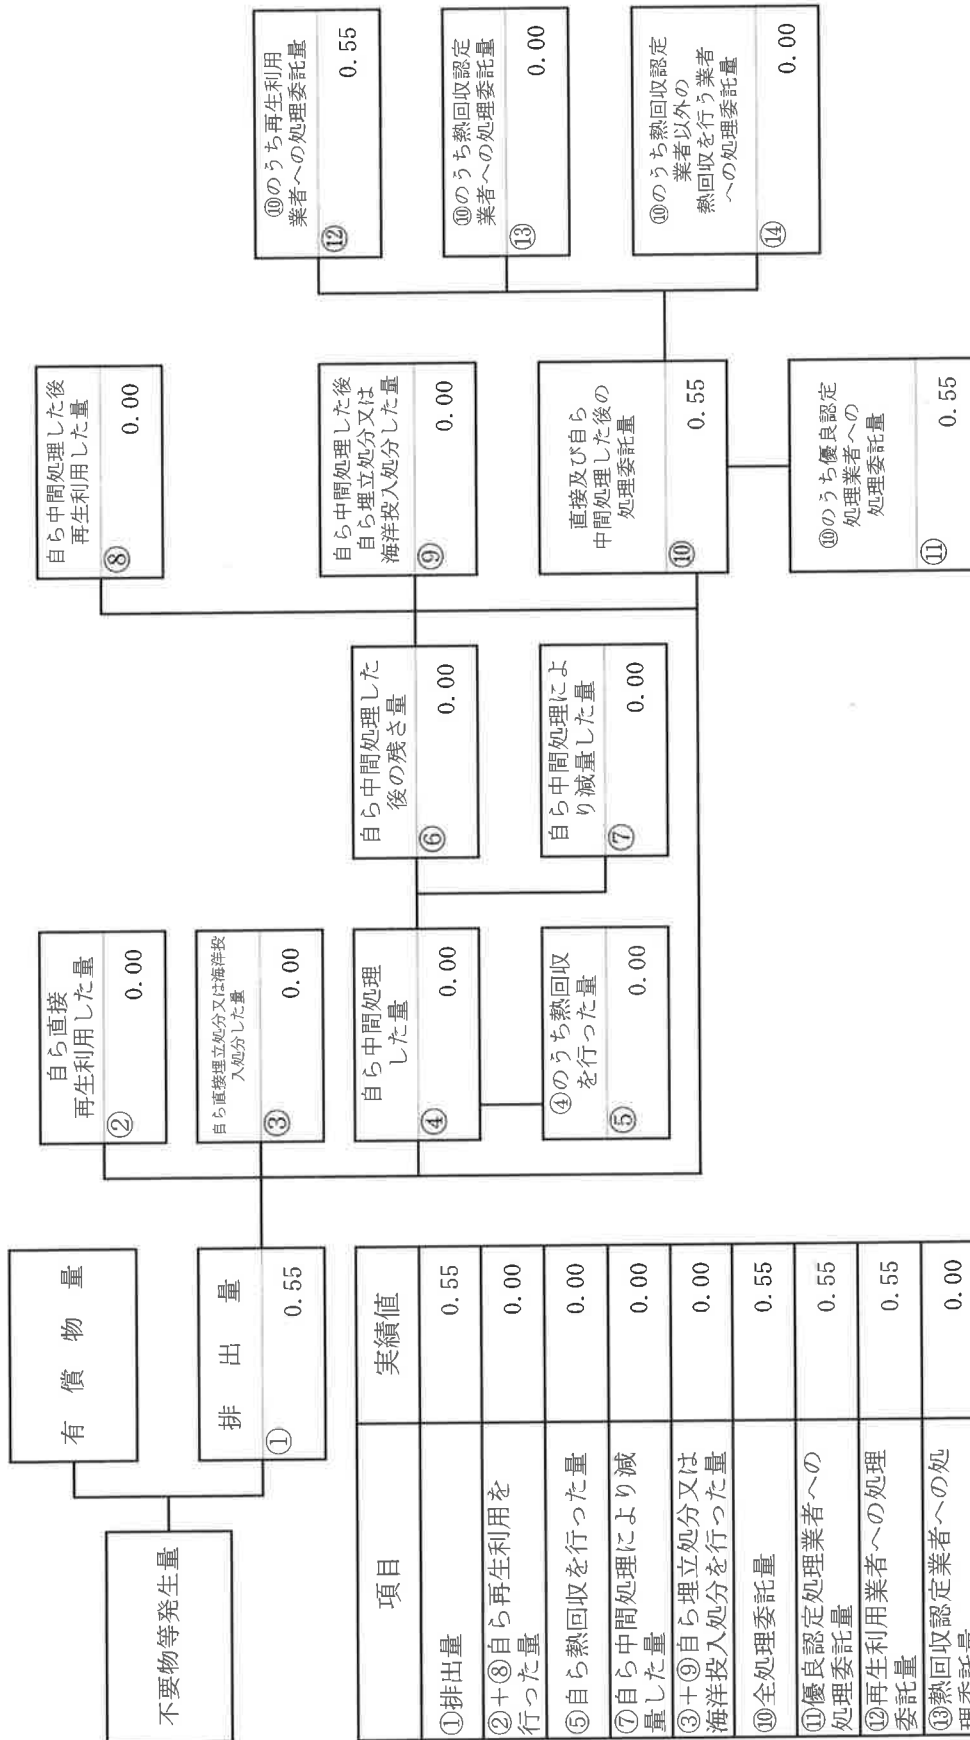 不要物等発生量
有償物量
排出量
①
0.55
自ら直接
再生利用した量
②
0.00
自ら直接埋立処分又は海洋投
入処分した量
③
0.00
自ら中間処理
した量
④
0.00
④のうち熱回収
を行った量
⑤
0.00
自ら中間処理した
後の残さ量
⑥
0.00
自ら中間処理によ
り減量した量
⑦
0.00
自ら中間処理した後
再生利用した量
⑧
0.00
自ら中間処理した後
自ら埋立処分又は
海洋投入処分した量
⑨
0.00
直接及び自ら
中間処理した後の
処理委託量
⑩
0.55
⑩のうち優良認定
処理業者への
処理委託量
⑪
0.55
⑩のうち再生利用
業者への処理委託量
⑫
0.55
⑩のうち熱回収認定
業者への処理委託量
⑬
0.00
⑩のうち熱回収認定
業者以外の
熱回収を行う業者
への処理委託量
⑭
0.00
項目
実績値
①排出量
0.55
②+⑧自ら再生利用を
行った量
0.00
⑤自ら熱回収を行った量
0.00
⑦自ら中間処理により減
量した量
0.00
③+⑨自ら埋立処分又は
海洋投入処分を行った量
0.00
⑩全処理委託量
0.55
⑪優良認定処理業者への
処理委託量
0.55
⑫再生利用業者への処理
委託量
0.55
⑬熱回収認定業者への処
理委託量
0.00